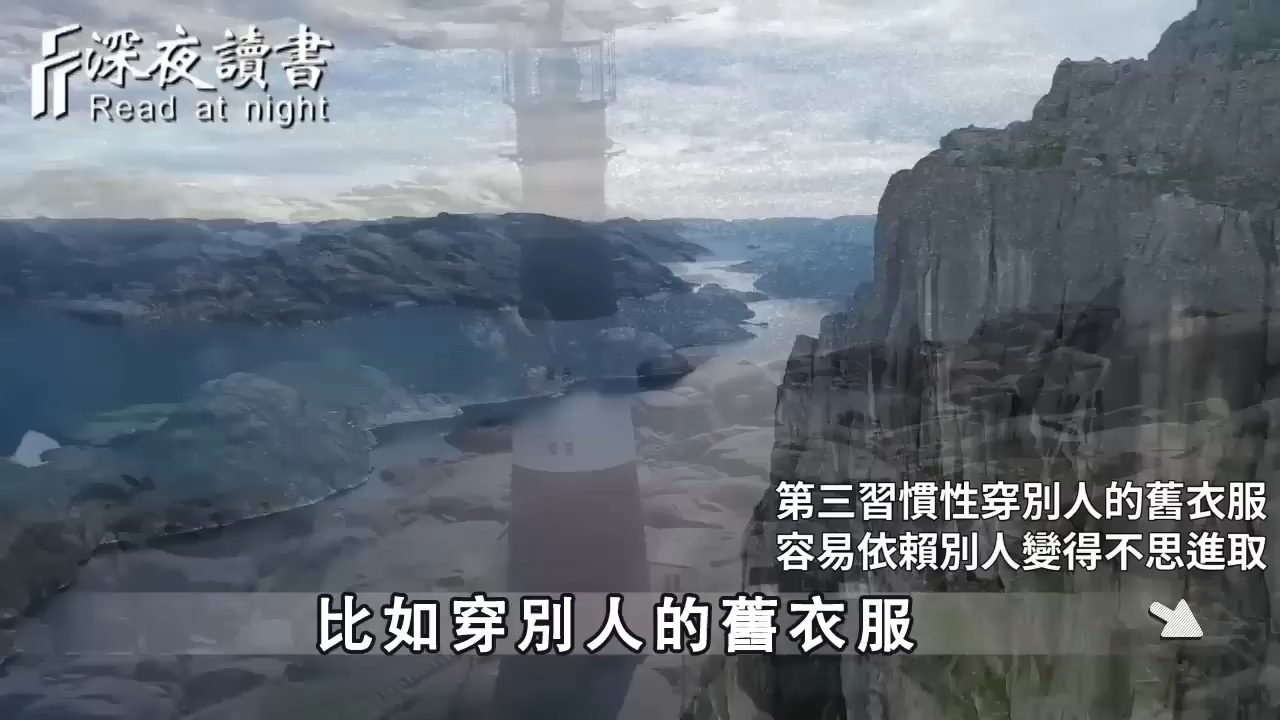 深夜讀書
Read at night
第三習慣性穿別人的舊衣服
容易依賴別人變得不思進取
比如穿別人的舊衣服